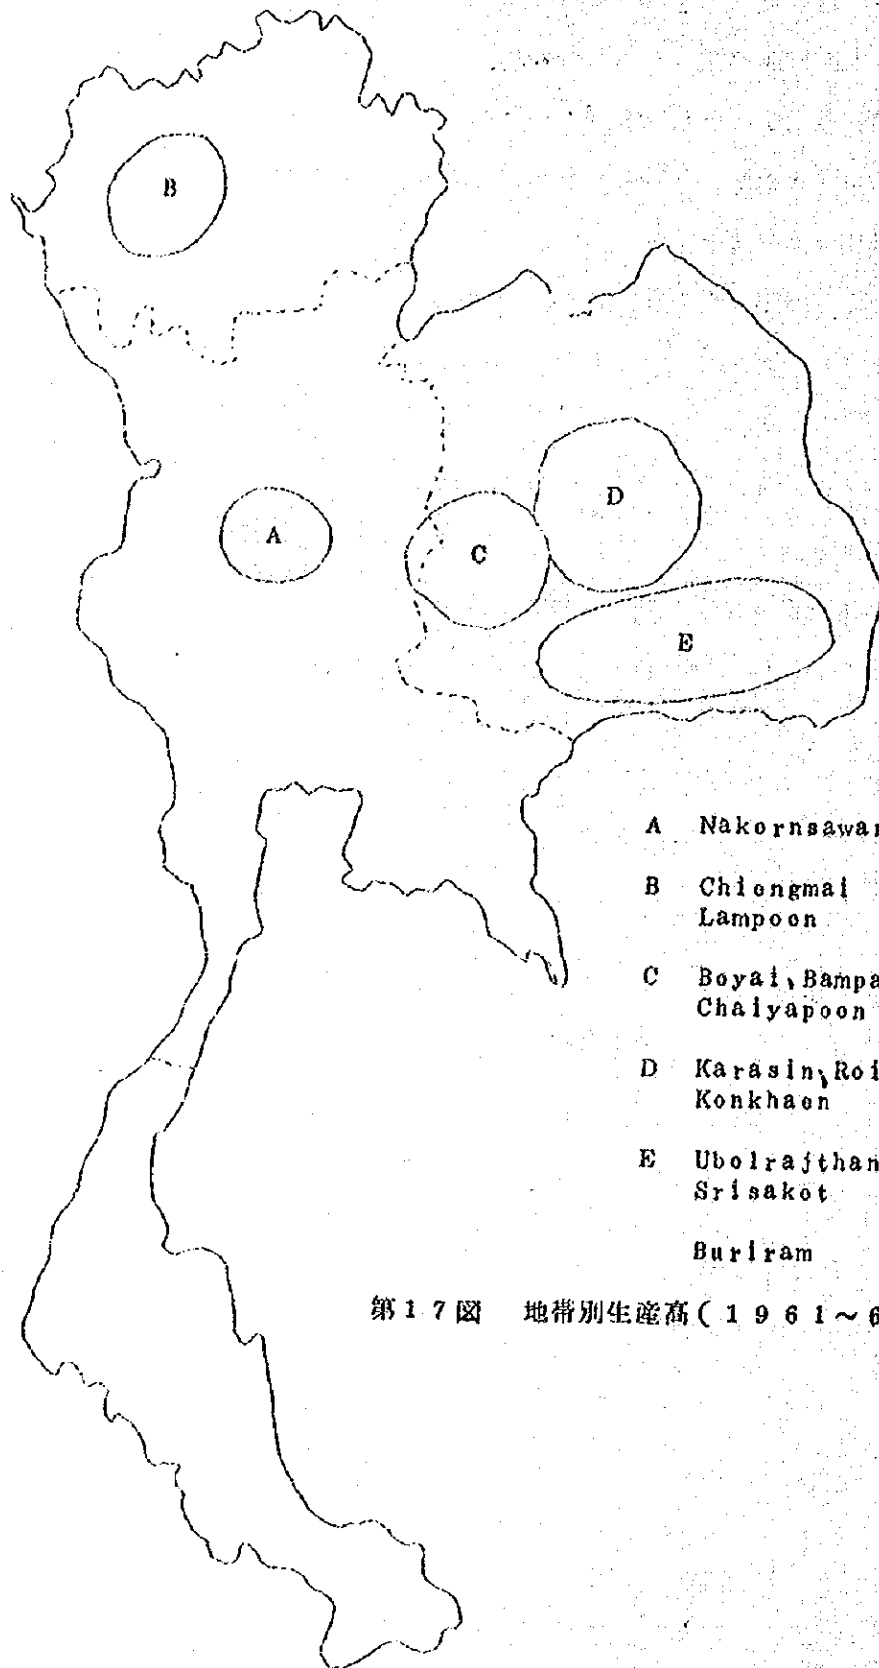 B
D
A
C
E
A Nakornsawan
B Chiengmai
Lampoon
C Boyai, Bampa
Chaiyapoon
D Karasin, Roi
Konkhaen
E Ubolrajthan
Srisakot
Buriram
第17図 地帯別生産高(1961~6